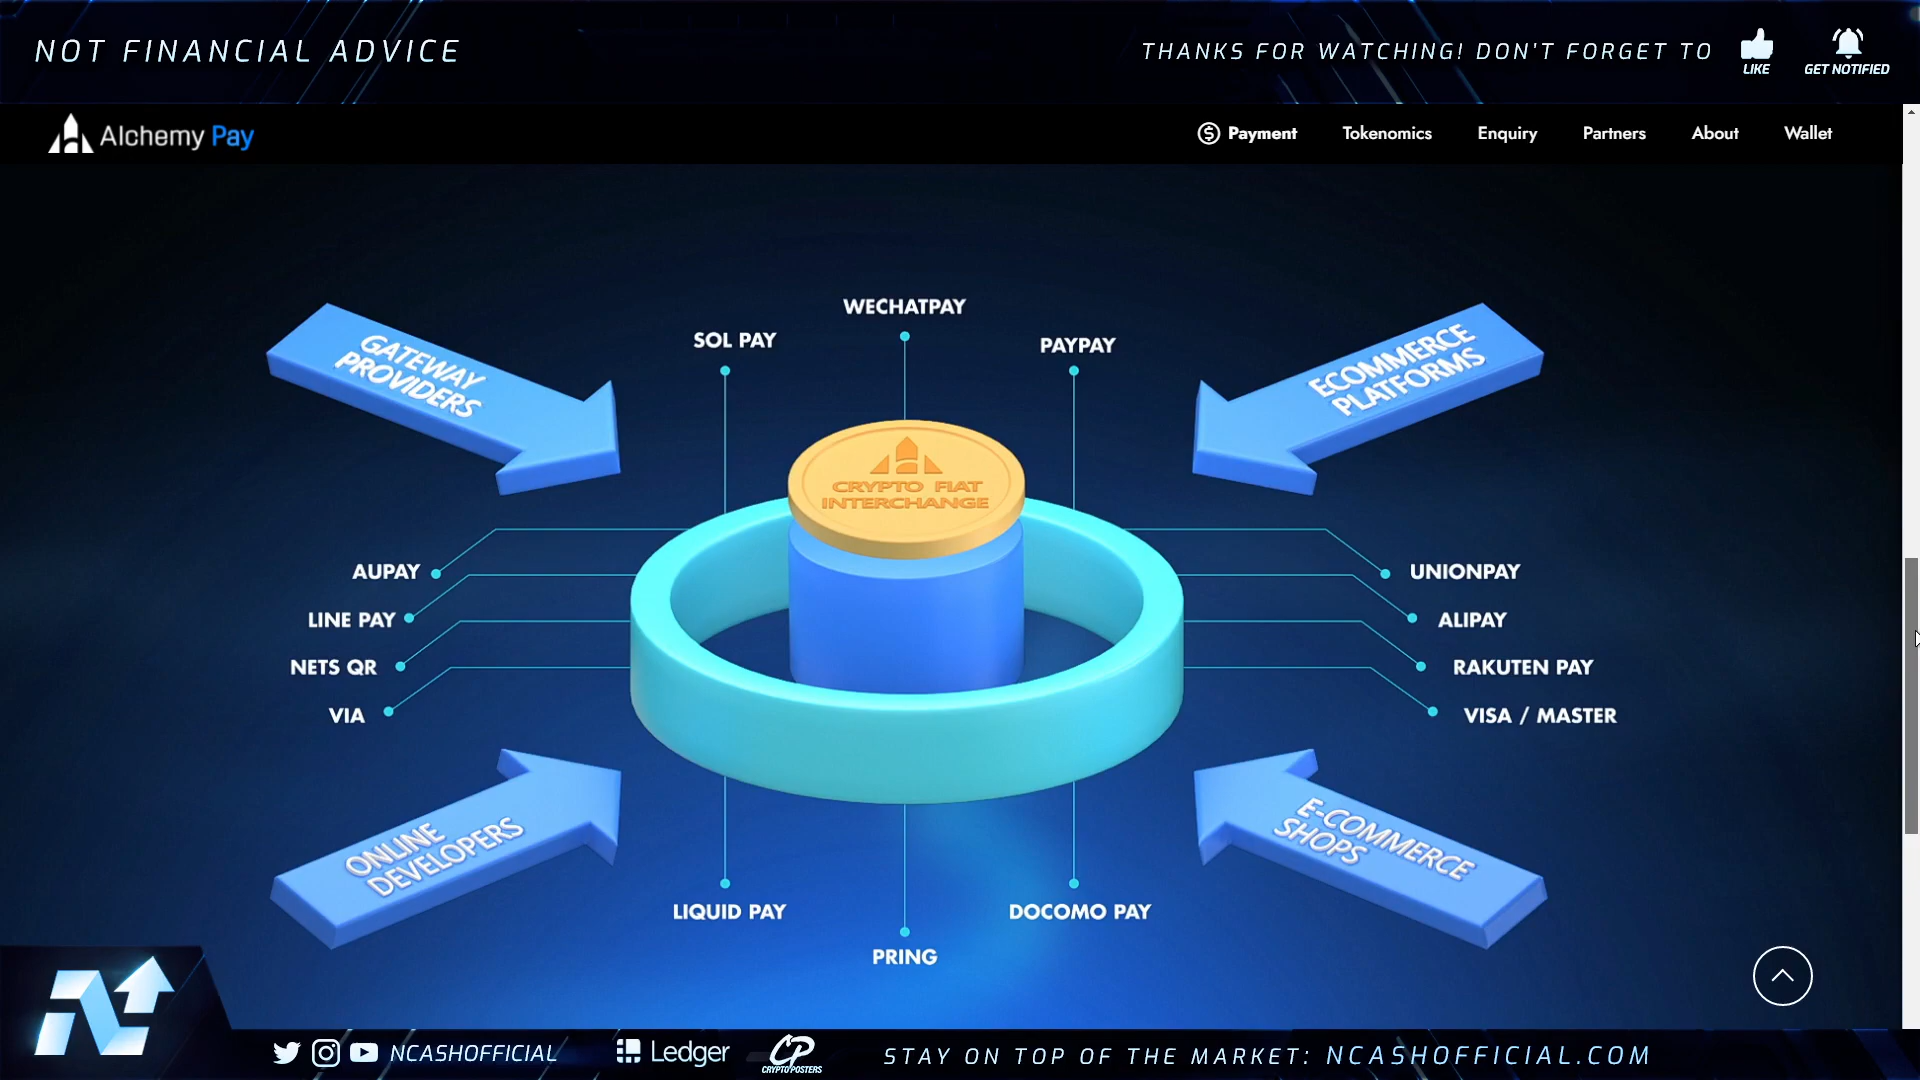 NOT FINANCIAL ADVICE
THANKS FOR WATCHING! DON'T FORGET TO
LIKE
GET NOTIFIED
Alchemy Pay
Payment
Tokenomics
Enquiry
Partners
About
Wallet
GATEWAY
PROVIDERS
SOL PAY
WECHATPAY
PAYPAY
ECOMMERCE
PLATFORMS
CRYPTO FIAT
INTERCHANGE
AUPAY
LINE PAY
NETS QR
VIA
UNIONPAY
ALIPAY
RAKUTEN PAY
VISA / MASTER
ONLINE
DEVELOPERS
LIQUID PAY
PRING
DOCOMO PAY
E-COMMERCE
SHOPS
NCASHOFFICIAL
Ledger
CP
CRYPTOPOSTERS
STAY ON TOP OF THE MARKET: NCASHOFFICIAL.COM